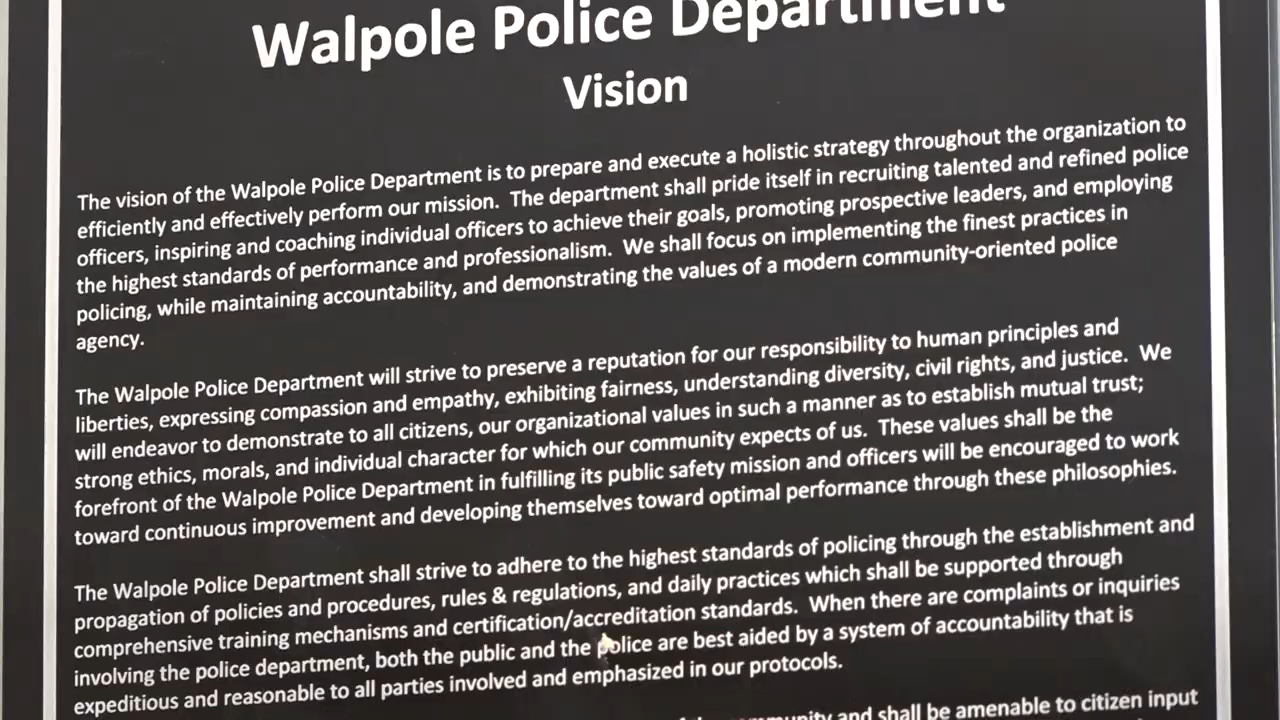 Walpole Police Department
Vision
The vision of the Walpole Police Department is to prepare and execute a holistic strategy throughout the organization to
efficiently and effectively perform our mission. The department shall pride itself in recruiting talented and refined police
officers, inspiring and coaching individual officers to achieve their goals, promoting prospective leaders, and employing
the highest standards of performance and professionalism. We shall focus on implementing the finest practices in
policing, while maintaining accountability, and demonstrating the values of a modern community-oriented police
agency.
The Walpole Police Department will strive to preserve a reputation for our responsibility to human principles and
liberties, expressing compassion and empathy, exhibiting fairness, understanding diversity, civil rights, and justice. We
will endeavor to demonstrate to all citizens, our organizational values in such a manner as to establish mutual trust;
strong ethics, morals, and individual character for which our community expects of us. These values shall be the
forefront of the Walpole Police Department in fulfilling its public safety mission and officers will be encouraged to work
toward continuous improvement and developing themselves toward optimal performance through these philosophies.
The Walpole Police Department shall strive to adhere to the highest standards of policing through the establishment and
propagation of policies and procedures, rules & regulations, and daily practices which shall be supported through
comprehensive training mechanisms and certification/accreditation standards. When there are complaints or inquiries
involving the police department, both the public and the police are best aided by a system of accountability that is
expeditious and reasonable to all parties involved and emphasized in our protocols.
community and shall be amenable to citizen input